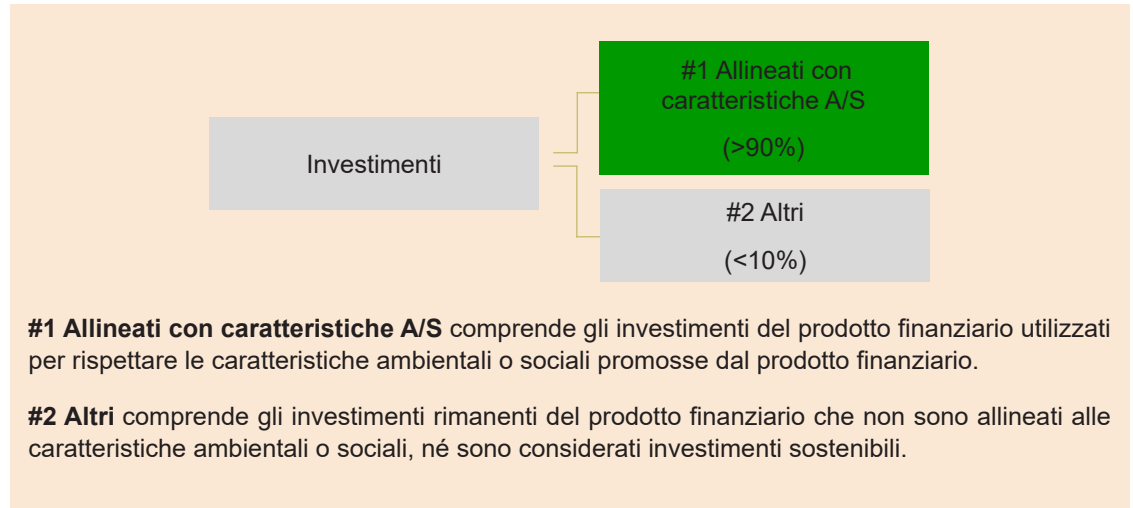 #1 Allineati con
caratteristiche A/S
(>90%)
Investimenti
#2 Altri
(<10%)
#1 Allineati con caratteristiche A/S comprende gli investimenti del prodotto finanziario utilizzati
per rispettare le caratteristiche ambientali o sociali promosse dal prodotto finanziario.
#2 Altri comprende gli investimenti rimanenti del prodotto finanziario che non sono allineati alle
caratteristiche ambientali o sociali, né sono considerati investimenti sostenibili.